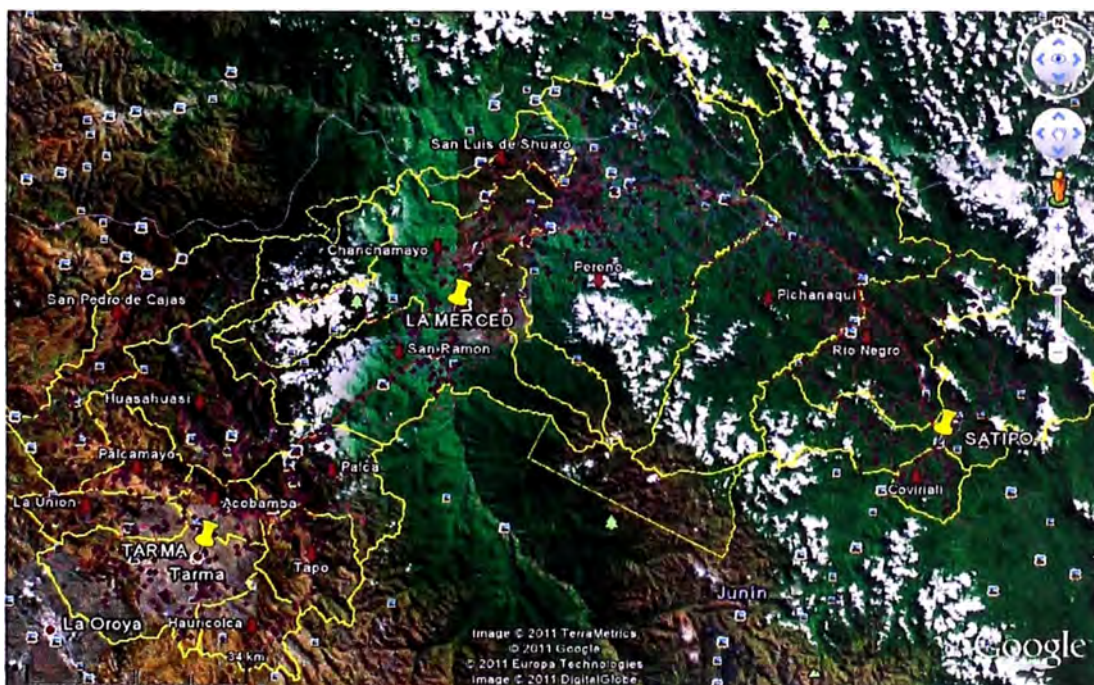 N
San Luis de Shuaro
Chanchamayo
Perene
San Pedro de Cajas
LA MERCED
Pichanaqui
San Ramon
Rio Negro
Huasahuasi
SATIPO
Palcamayo
Palca
Coviriali
La Union
Acobamba
TARMA
Tarma
Tapo
Junin
La Oroya
Hauricolca
34 km
Image © 2011 TerraMetrics
© 2011 Google
© 2011 Europa Technologies
Image © 2011 DigitalGlobe
Google